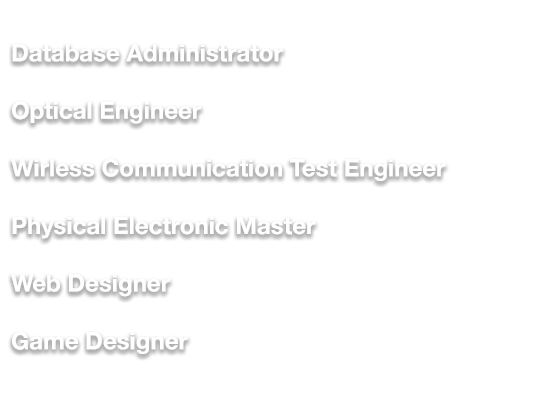 Database Administrator
Optical Engineer
Wirless Communication Test Engineer
Physical Electronic Master
Web Designer
Game Designer